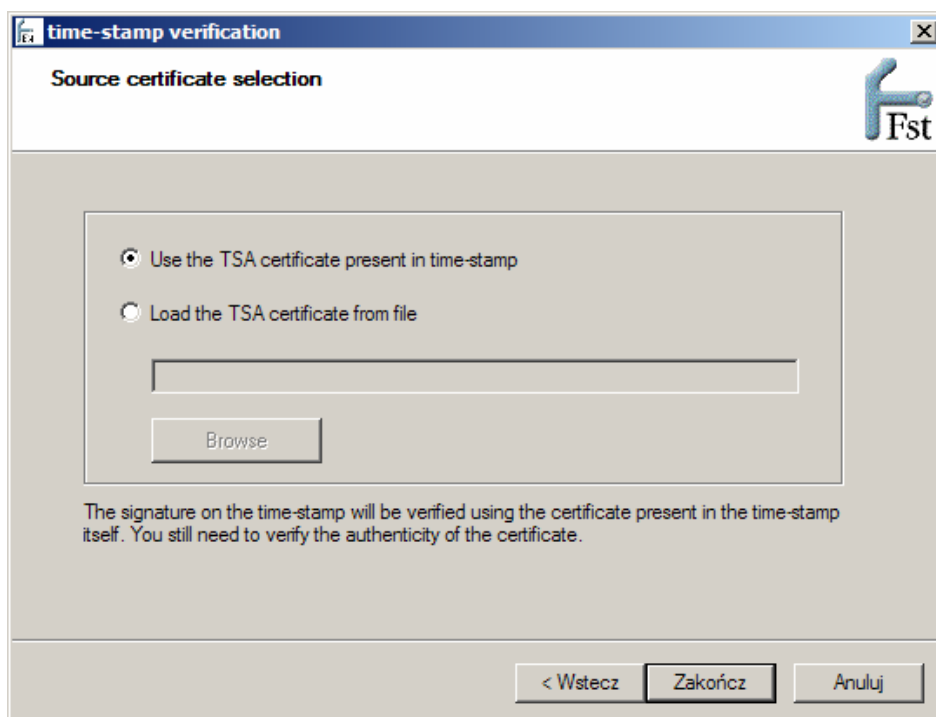 time-stamp verification
Source certificate selection
Fst
Use the TSA certificate present in time-stamp
Load the TSA certificate from file
Browse
The signature on the time-stamp will be verified using the certificate present in the time-stamp
itself. You still need to verify the authenticity of the certificate.
< Wstecz
Zakończ
Anuluj